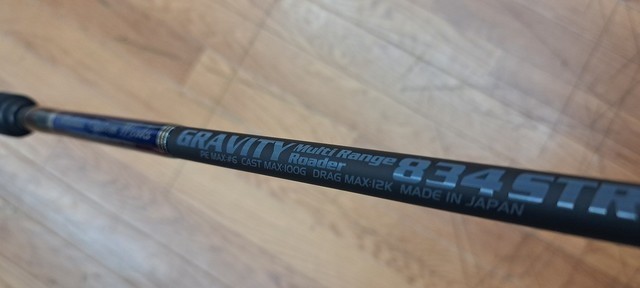 GRAVITY Multi Range Roader 834STR
PE MAX:#6 CAST MAX:100G DRAG MAX:12K MADE IN JAPAN